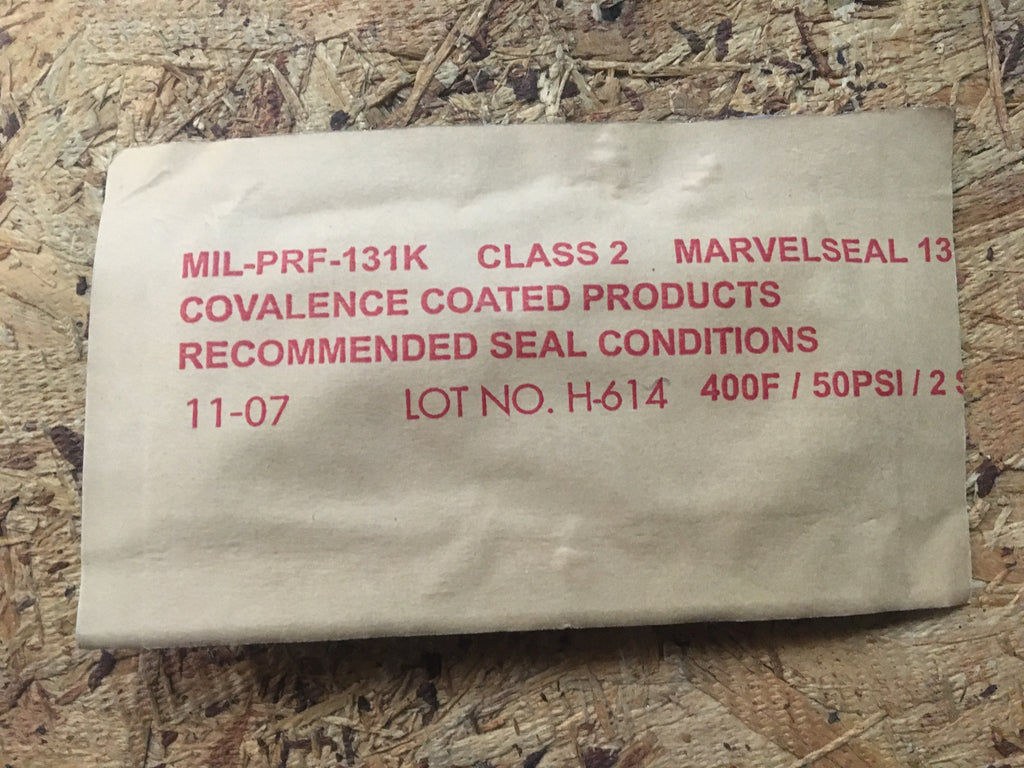 MIL-PRF-131K CLASS 2 MARVELSEAL 13
COVALENCE COATED PRODUCTS
RECOMMENDED SEAL CONDITIONS
11-07 LOT NO. H-614 400F / 50PSI / 2 S